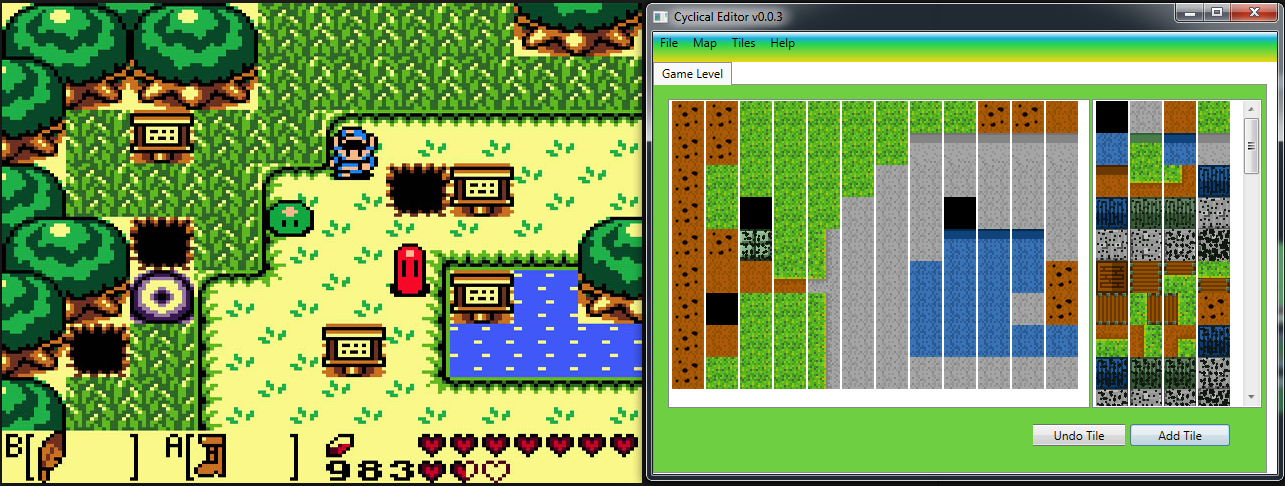 Cyclical Editor v0.0.3
File Map Tiles Help
Game Level
Undo Tile Add Tile
B[ ] A[ ]
983